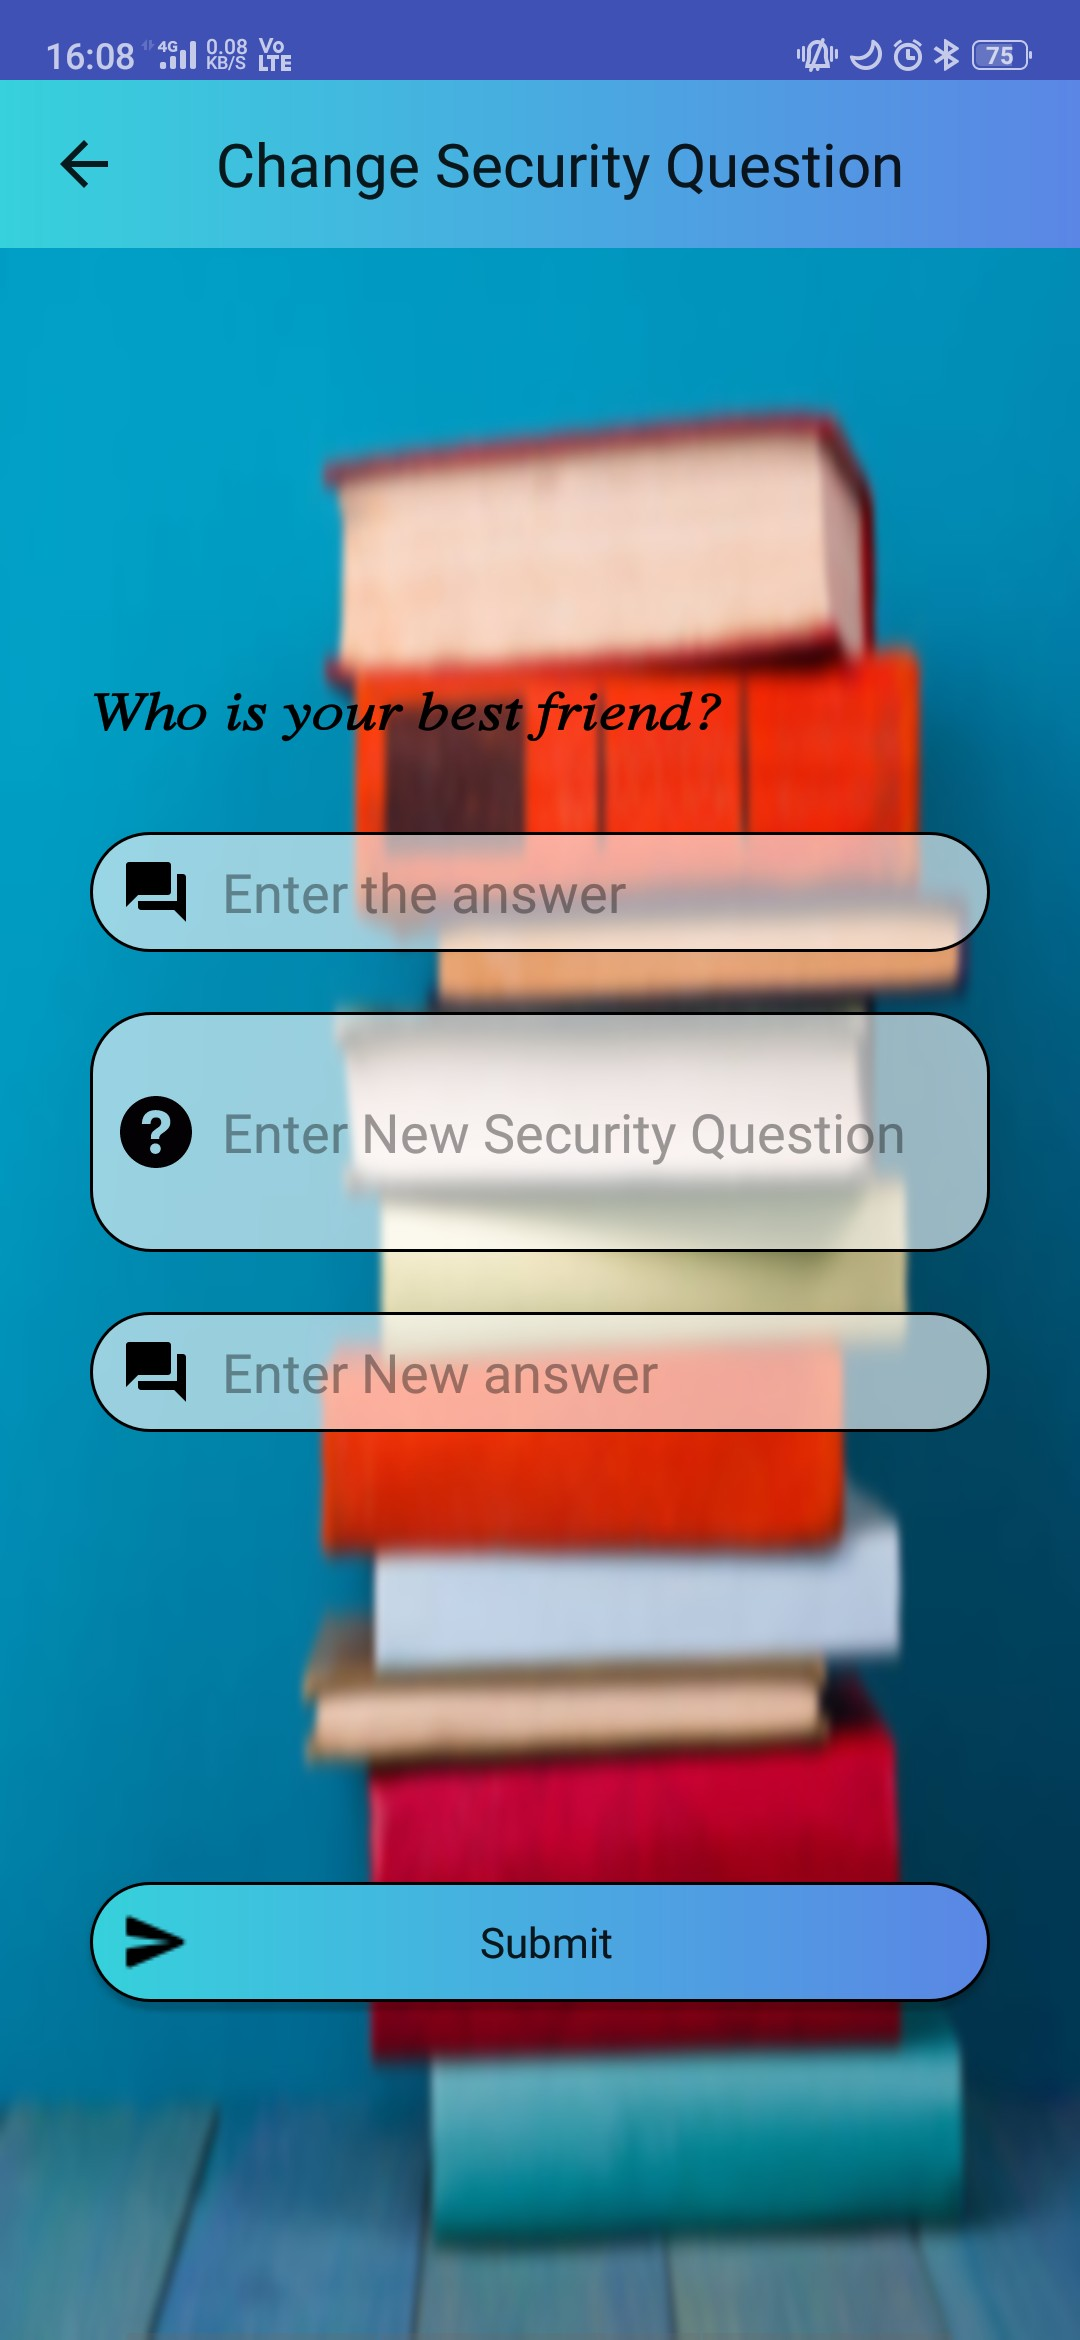 16:08 4G 0.08 KB/S Vo LTE 75
Change Security Question
Who is your best friend?
Enter the answer
Enter New Security Question
Enter New answer
Submit